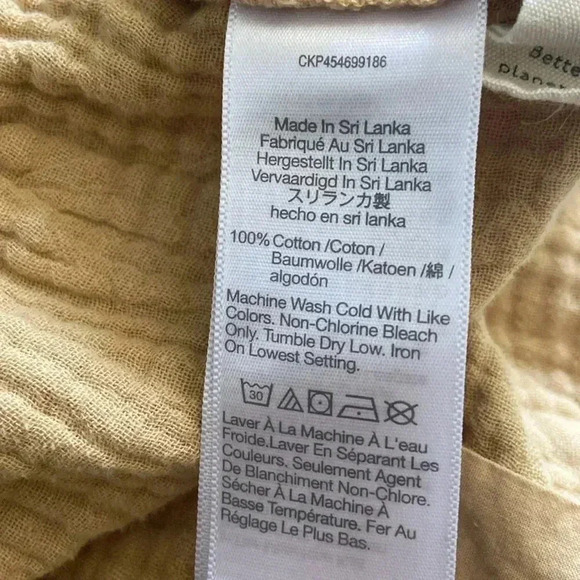 CKP454699186
Made In Sri Lanka
Fabriqué Au Sri Lanka
Hergestellt In Sri Lanka
Vervaardigd In Sri Lanka
スリランカ製
hecho en sri lanka
100% Cotton /Coton /
Baumwolle /Katoen /綿 /
algodón
Machine Wash Cold With Like
Colors. Non-Chlorine Bleach
Only. Tumble Dry Low. Iron
On Lowest Setting.
30
Laver À La Machine À L'eau
Froide.Laver En Séparant Les
Couleurs. Seulement Agent
De Blanchiment Non-Chlore.
Sécher À La Machine À
Basse Température. Fer Au
Réglage Le Plus Bas.
Bette
plan